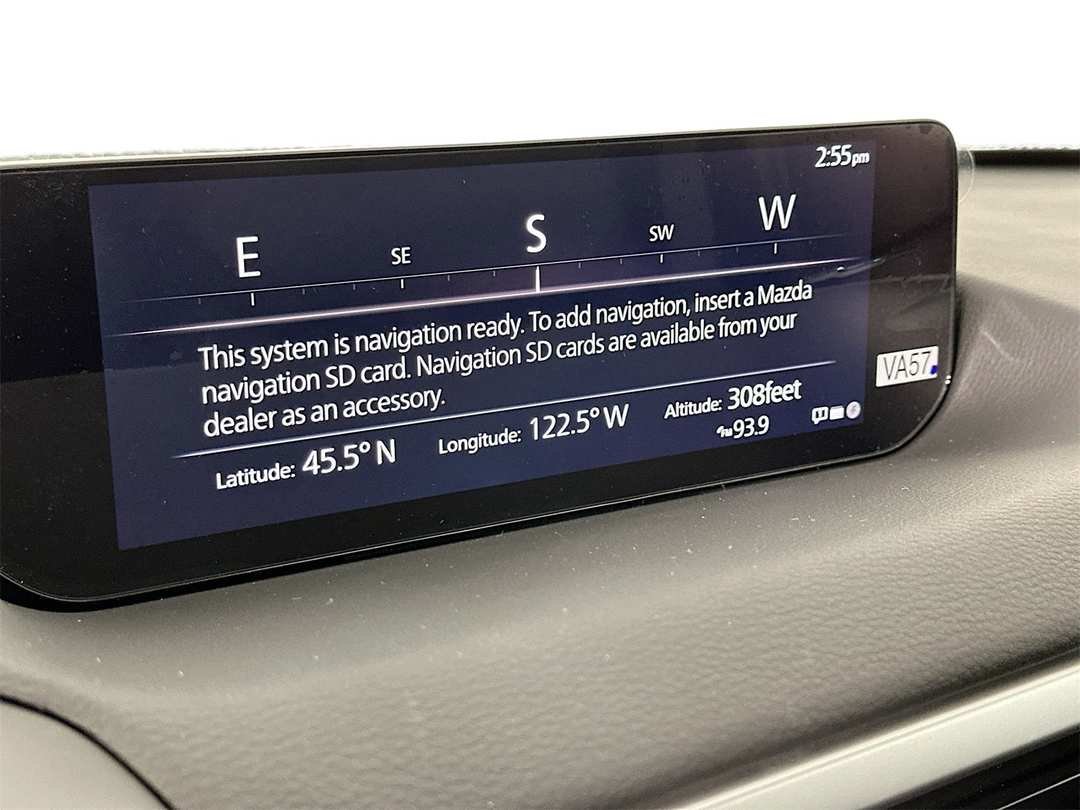 2:55pm
E SE S SW W
This system is navigation ready. To add navigation, insert a Mazda
navigation SD card. Navigation SD cards are available from your
dealer as an accessory.
Latitude: 45.5° N Longitude: 122.5° W Altitude: 308feet
FM 93.9
VA57